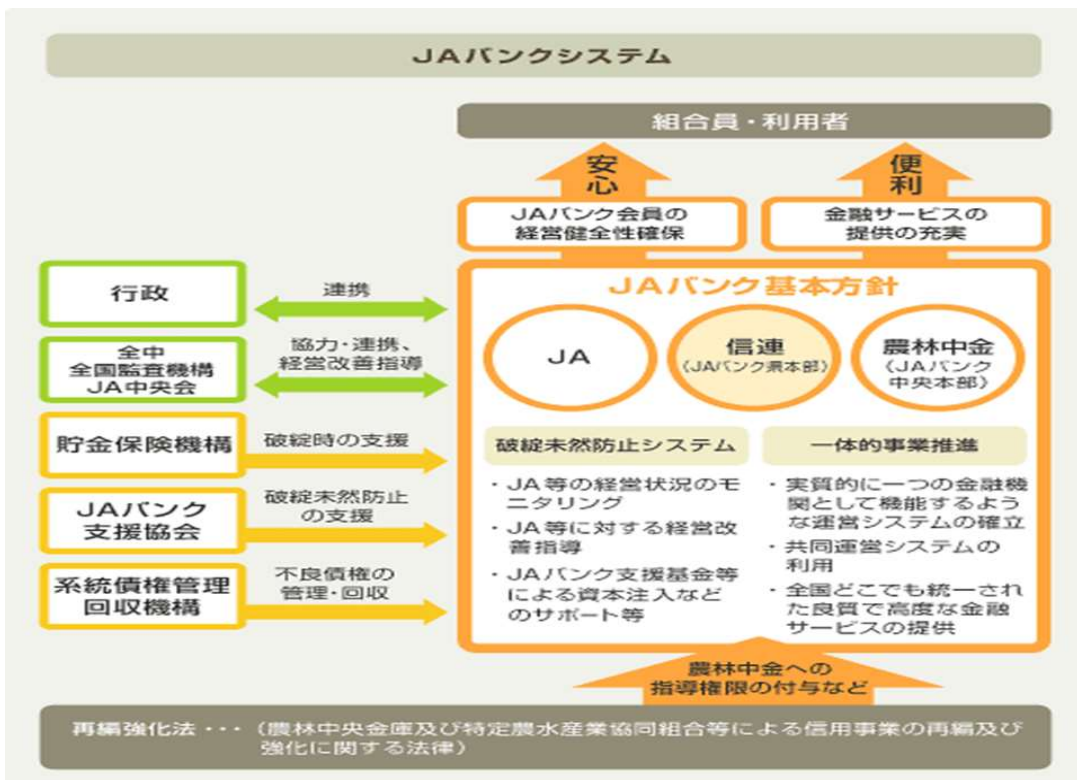 JAバンクシステム
組合員・利用者
安心
便利
JAバンク会員の
経営健全性確保
金融サービスの
提供の充実
行政
連携
全中
全国監査機構
JA中央会
協力・連携、
経営改善指導
貯金保険機構
破綻時の支援
JAバンク
支援協会
破綻未然防止
の支援
系統債権管理
回収機構
不良債権の
管理・回収
JAバンク基本方針
JA
信連
(JAバンク県本部)
農林中金
(JAバンク
中央本部)
破綻未然防止システム
・JA等の経営状況のモ
ニタリング
・JA等に対する経営改
善指導
・JAバンク支援基金等
による資本注入など
のサポート等
一体的事業推進
・実質的に一つの金融機
関として機能するよう
な運営システムの確立
・共同運営システムの
利用
・全国どこでも統一され
た良質で高度な金融
サービスの提供
農林中金への
指導権限の付与など
再編強化法・・・(農林中央金庫及び特定農水産業協同組合等による信用事業の再編及び
強化に関する法律)